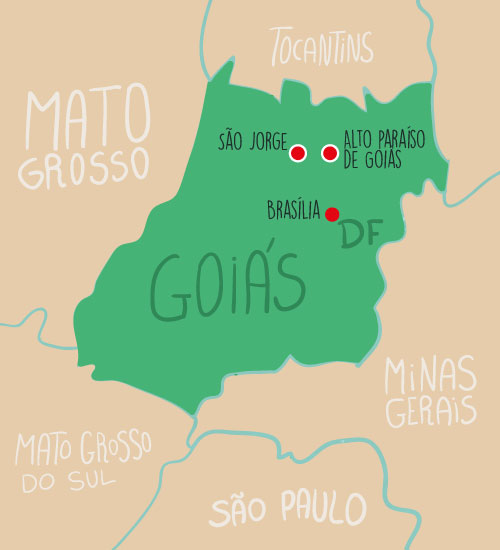 TOCANTINS
MATO
GROSSO
SÃO JORGE
ALTO PARAÍSO
DE GOIÁS
BRASÍLIA
DF
GOIÁS
MINAS
GERAIS
MATO GROSSO
DO SUL
SÃO PAULO